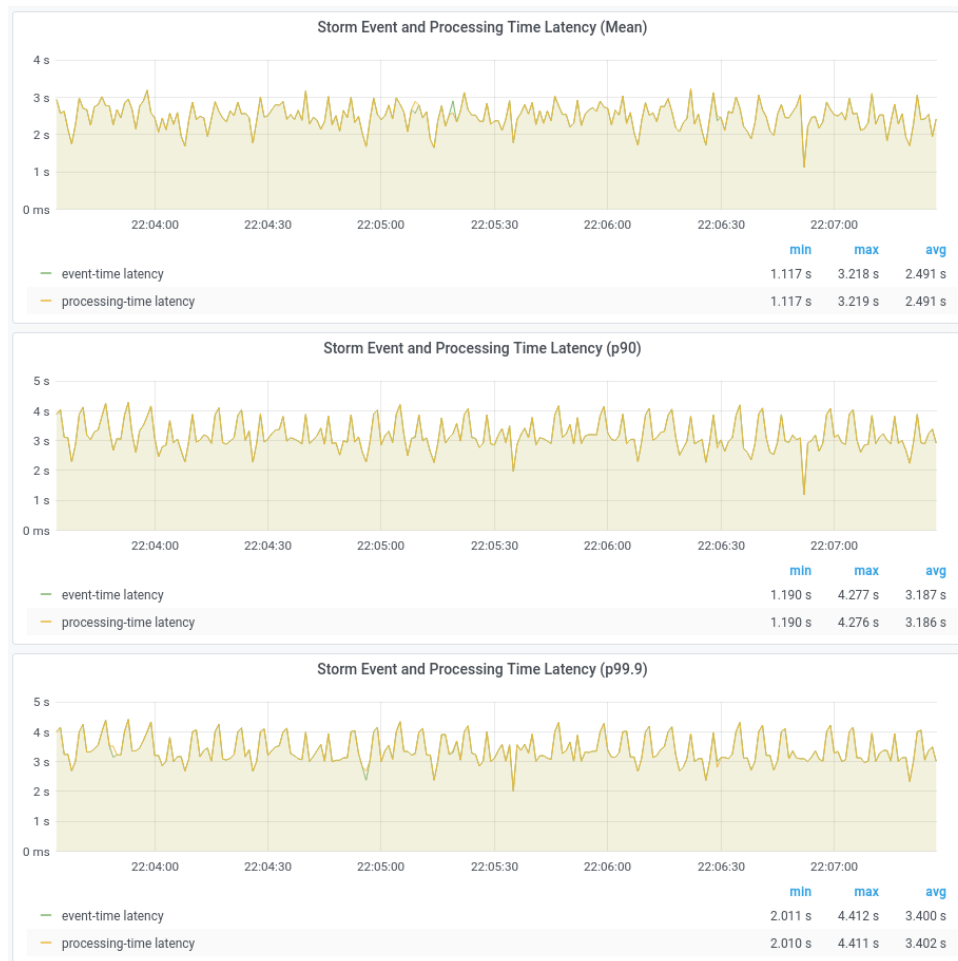 Storm Event and Processing Time Latency (Mean)
4 s
3 s
2 s
1 s
0 ms
22:04:00 22:04:30 22:05:00 22:05:30 22:06:00 22:06:30 22:07:00
min max avg
event-time latency 1.117 s 3.218 s 2.491 s
processing-time latency 1.117 s 3.219 s 2.491 s
Storm Event and Processing Time Latency (p90)
5 s
4 s
3 s
2 s
1 s
0 ms
22:04:00 22:04:30 22:05:00 22:05:30 22:06:00 22:06:30 22:07:00
min max avg
event-time latency 1.190 s 4.277 s 3.187 s
processing-time latency 1.190 s 4.276 s 3.186 s
Storm Event and Processing Time Latency (p99.9)
5 s
4 s
3 s
2 s
1 s
0 ms
22:04:00 22:04:30 22:05:00 22:05:30 22:06:00 22:06:30 22:07:00
min max avg
event-time latency 2.011 s 4.412 s 3.400 s
processing-time latency 2.010 s 4.411 s 3.402 s